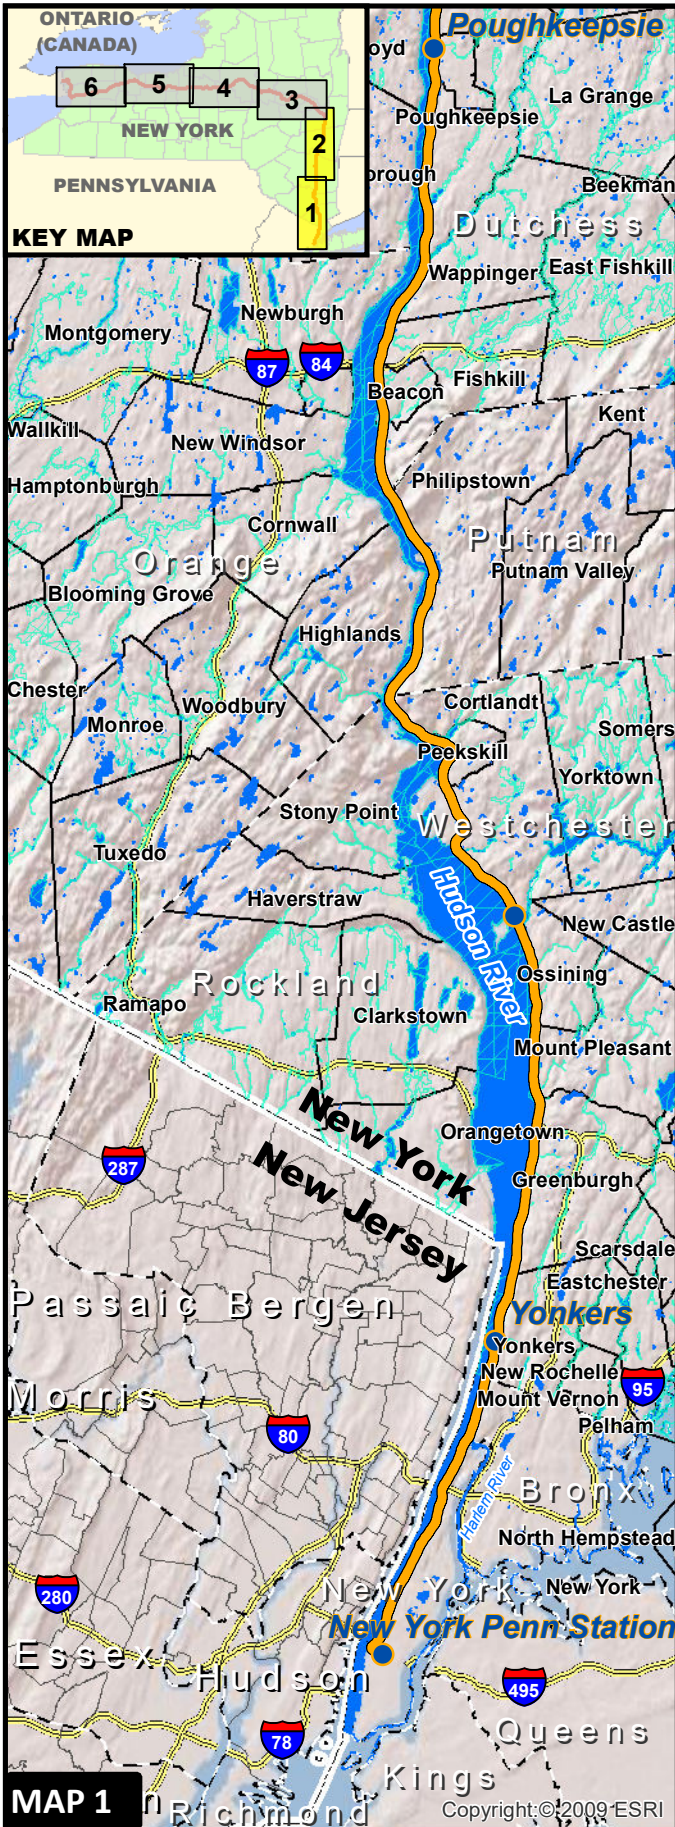 ONTARIO
(CANADA)
6
5
4
3
NEW YORK
2
PENNSYLVANIA
1
KEY MAP
Poughkeepsie
oyd
La Grange
Poughkeepsie
orough
Beekman
Dutchess
Wappinger
East Fishkill
Newburgh
Montgomery
87
84
Fishkill
Beacon
Kent
Wallkill
New Windsor
Hamptonburgh
Philipstown
Cornwall
Putnam
Orange
Putnam Valley
Blooming Grove
Highlands
Chester
Cortlandt
Woodbury
Monroe
Somers
Peekskill
Yorktown
Stony Point
Westchester
Tuxedo
Hudson River
Haverstraw
New Castle
Ossining
Rockland
Ramapo
Clarkstown
Mount Pleasant
New York
Orangetown
287
New Jersey
Greenburgh
Scarsdale
Eastchester
Passaic
Bergen
Yonkers
Yonkers
New Rochelle
95
Morris
Mount Vernon
Pelham
80
Harlem River
Bronx
North Hempstead
280
New York
New York
New York Penn Station
Essex
Hudson
495
78
Queens
Kings
MAP 1
n
Richmond
Copyright:© 2009 ESRI